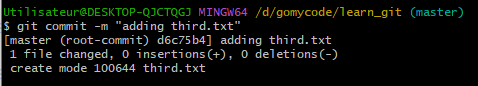 Utilisateur@DESKTOP-QJCTQGJ MINGW64 /d/gomycode/learn_git (master)
$ git commit -m "adding third.txt"
[master (root-commit) d6c75b4] adding third.txt
 1 file changed, 0 insertions(+), 0 deletions(-)
 create mode 100644 third.txt